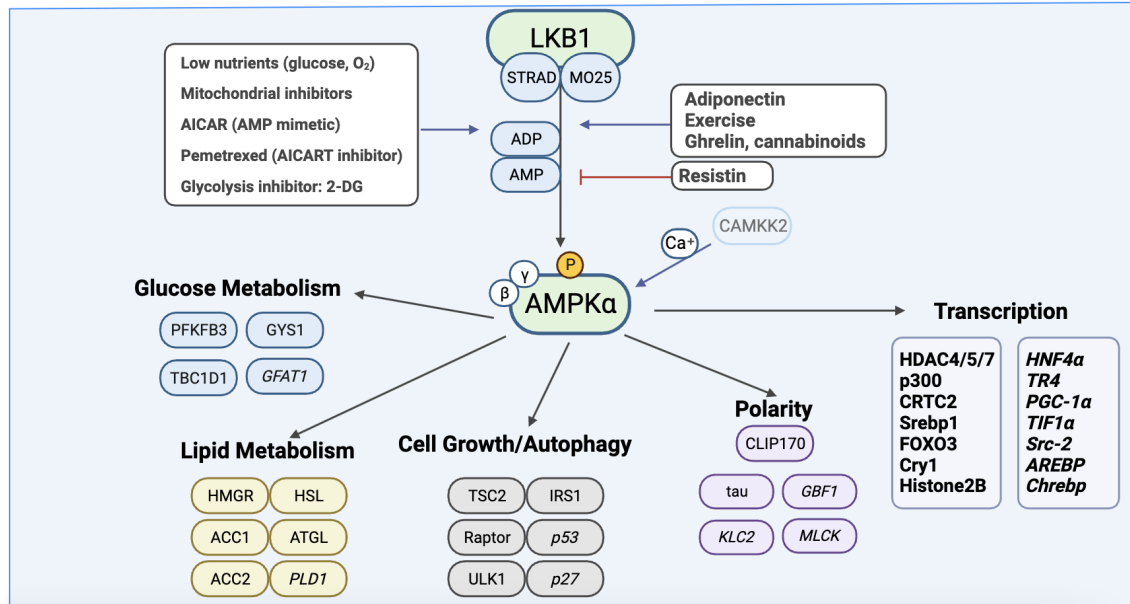 LKB1
STRAD MO25
Low nutrients (glucose, O₂)
Mitochondrial inhibitors
AICAR (AMP mimetic)
Pemetrexed (AICART inhibitor)
Glycolysis inhibitor: 2-DG
ADP
AMP
Adiponectin
Exercise
Ghrelin, cannabinoids
Resistin
CAMKK2
Ca⁺
P
γ
β
AMPKα
Glucose Metabolism
PFKFB3 GYS1
TBC1D1 GFAT1
Lipid Metabolism
HMGR HSL
ACC1 ATGL
ACC2 PLD1
Cell Growth/Autophagy
TSC2 IRS1
Raptor p53
ULK1 p27
Polarity
CLIP170
tau GBF1
KLC2 MLCK
Transcription
HDAC4/5/7
p300
CRTC2
Srebp1
FOXO3
Cry1
Histone2B
HNF4α
TR4
PGC-1α
TIF1α
Src-2
AREBP
Chrebp